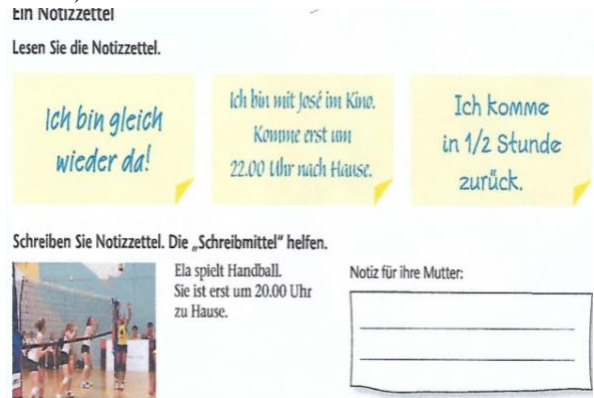 Ein Notizzettel
Lesen Sie die Notizzettel.
Ich bin gleich
wieder da!
Ich bin mit José im Kino.
Komme erst um
22.00 Uhr nach Hause.
Ich komme
in 1/2 Stunde
zurück.
Schreiben Sie Notizzettel. Die „Schreibmittel“ helfen.
Ela spielt Handball.
Sie ist erst um 20.00 Uhr
zu Hause.
Notiz für ihre Mutter: